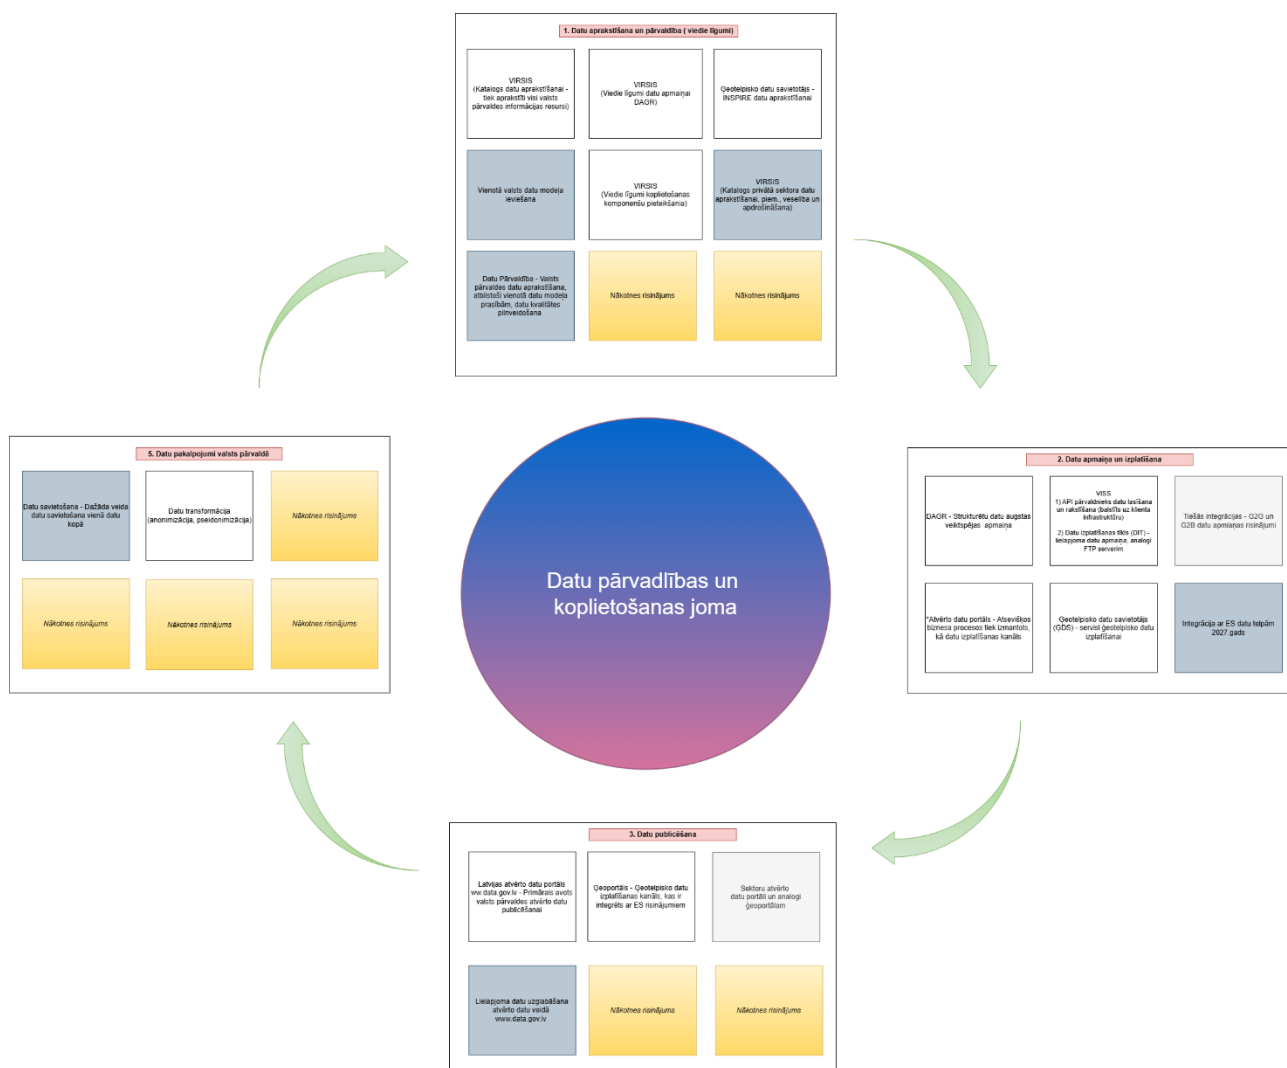 1. Datu aprakstīšana un pārvaldība ( viedie līgumi)
VIRSIS
(Katalogs datu aprakstīšanai -
tiek aprakstīti visi valsts
pārvaldes informācijas resursi)
VIRSIS
(Viedie līgumi datu apmaiņai
DAGR)
Ģeotelpisko datu savietotājs -
INSPIRE datu aprakstīšanai
Vienotā valsts datu modeļa
ieviešana
VIRSIS
(Viedie līgumi koplietošanas
komponenšu pieteikšania)
VIRSIS
(Katalogs privātā sektora datu
aprakstīšanai, piem., veselība un
apdrošināšana)
Datu Pārvaldība - Valsts
pārvaldes datu aprakstīšana,
atbilstoši vienotā datu modeļa
prasībām, datu kvalitātes
pilnveidošana
Nākotnes risinājums
Nākotnes risinājums
5. Datu pakalpojumi valsts pārvaldē
Datu savietošana - Dažāda veida
datu savietošana vienā datu
kopā
Datu transformācija
(anonimizācija, pseidonimizācija)
Nākotnes risinājums
Nākotnes risinājums
Nākotnes risinājums
Nākotnes risinājums
Datu pārvadlības un
koplietošanas joma
2. Datu apmaiņa un izplatīšana
DAGR - Strukturētu datu augstas
veiktspējas apmaiņa
VISS
1) API pārvaldnieks datu lasīšana
un rakstīšana (balstīts uz klienta
infrastruktūru)
2) Datu izplatīšanas tīkls (DIT) -
lielapjoma datu apmaiņa, analogi
FTP serverim
Tiešās integrācijas - G2G un
G2B datu apmiaņas risinājumi
*Atvērto datu portāls - Atsevišķos
biznesa procesos tiek izmantots,
kā datu izplatīšanas kanāls
Ģeotelpisko datu savietotājs
(ĢDS) - servisi ģeotelpisko datu
izplatīšanai
Integrācija ar ES datu telpām
2027.gads
3. Datu publicēšana
Latvijas atvērto datu portāls
ww.data.gov.lv - Primārais avots
valsts pārvaldes atvērto datu
publicēšanai
Ģeoportāls - Ģeotelpisko datu
izplatīšanas kanāls, kas ir
integrēts ar ES risinājumiem
Sektoru atvērto
datu portāli un analogi
ģeoportālam
Lielapjoma datu uzglabāšana
atvērto datu veidā
www.data.gov.lv
Nākotnes risinājums
Nākotnes risinājums